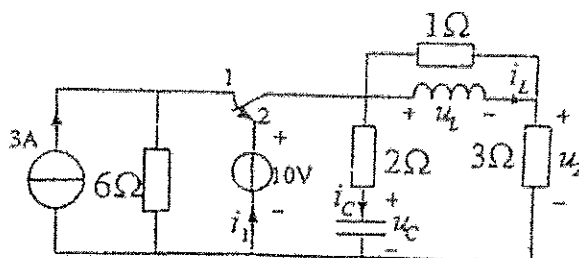 1Ω
1
i_L
+ u_L -
2
+
3A
+
6Ω
10V
2Ω
3Ω
u_2
i_1
-
i_C
+
u_C
-
-